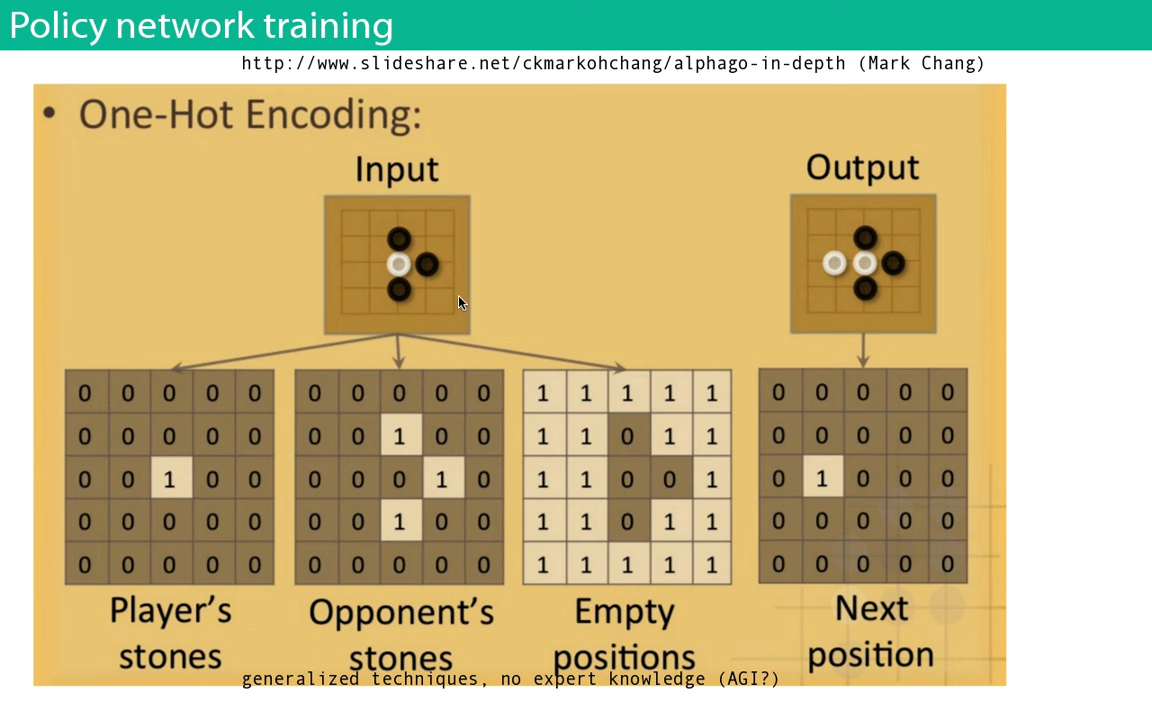 Policy network training
http://www.slideshare.net/ckmarkohchang/alphago-in-depth (Mark Chang)
• One-Hot Encoding:
Input
Output
0 0 0 0 0
0 0 0 0 0
0 0 1 0 0
0 0 0 0 0
0 0 0 0 0
Player's
stones
0 0 0 0 0
0 0 1 0 0
0 0 0 1 0
0 0 1 0 0
0 0 0 0 0
Opponent's
stones
1 1 1 1 1
1 1 0 1 1
1 1 0 0 1
1 1 0 1 1
1 1 1 1 1
Empty
positions
0 0 0 0 0
0 0 0 0 0
0 1 0 0 0
0 0 0 0 0
0 0 0 0 0
Next
position
generalized techniques, no expert knowledge (AGI?)